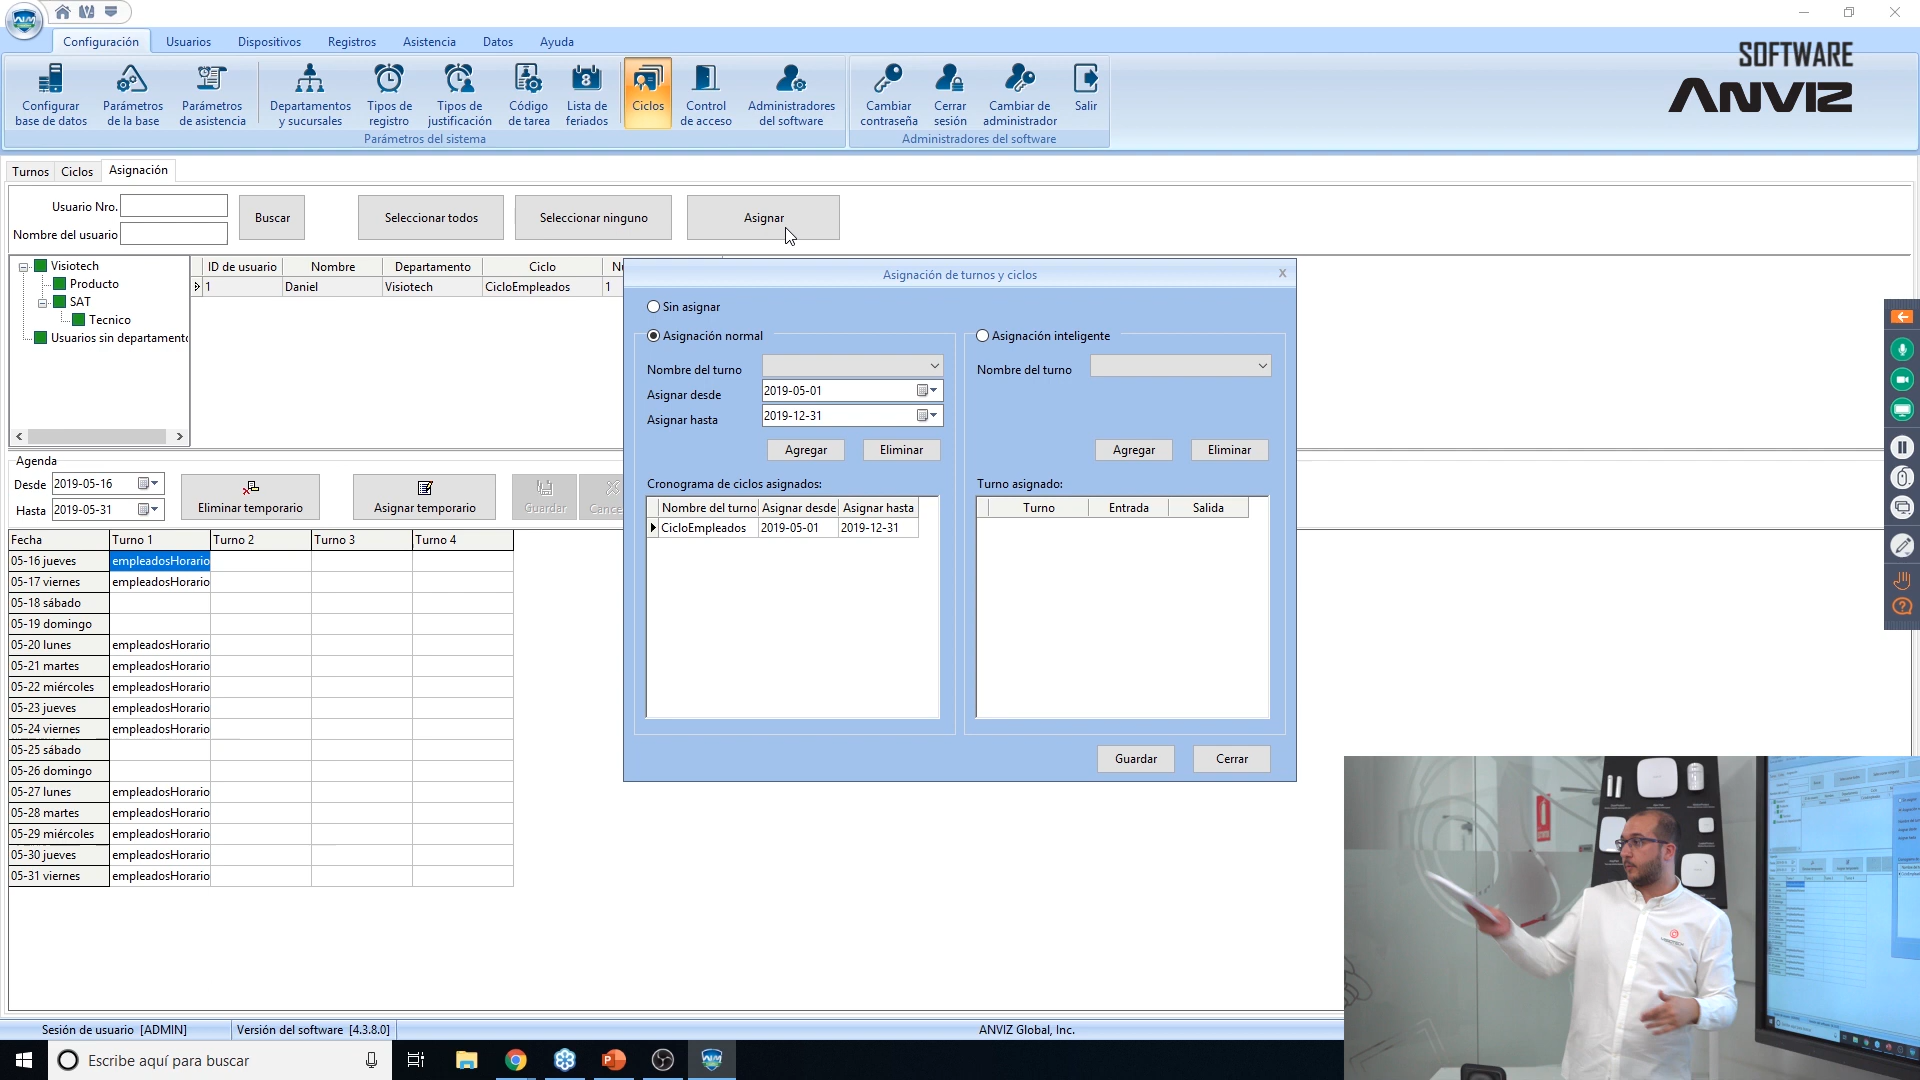 Configuración Usuarios Dispositivos Registros Asistencia Datos Ayuda
SOFTWARE
ANVIZ
Configurar base de datos
Parámetros de la base
Parámetros de asistencia
Departamentos y sucursales
Tipos de registro
Tipos de justificación
Código de tarea
8
Lista de feriados
Ciclos
Control de acceso
Administradores del software
Cambiar contraseña
Cerrar sesión
Cambiar de administrador
Salir
Parámetros del sistema
Administradores del software
Turnos Ciclos Asignación
Usuario Nro.
Nombre del usuario
Buscar
Seleccionar todos
Seleccionar ninguno
Asignar
Visiotech
Producto
SAT
Tecnico
Usuarios sin departamento
ID de usuario Nombre Departamento Ciclo
1 Daniel Visiotech CicloEmpleados 1
Agenda
Desde 2019-05-16
Hasta 2019-05-31
Eliminar temporario
Asignar temporario
Guardar
Fecha Turno 1 Turno 2 Turno 3 Turno 4
05-16 jueves empleadosHorario
05-17 viernes empleadosHorario
05-18 sábado
05-19 domingo
05-20 lunes empleadosHorario
05-21 martes empleadosHorario
05-22 miércoles empleadosHorario
05-23 jueves empleadosHorario
05-24 viernes empleadosHorario
05-25 sábado
05-26 domingo
05-27 lunes empleadosHorario
05-28 martes empleadosHorario
05-29 miércoles empleadosHorario
05-30 jueves empleadosHorario
05-31 viernes empleadosHorario
Asignación de turnos y ciclos
x
Sin asignar
Asignación normal
Nombre del turno
Asignar desde 2019-05-01
Asignar hasta 2019-12-31
Agregar Eliminar
Cronograma de ciclos asignados:
Nombre del turno Asignar desde Asignar hasta
CicloEmpleados 2019-05-01 2019-12-31
Asignación inteligente
Nombre del turno
Agregar Eliminar
Turno asignado:
Turno Entrada Salida
Guardar Cerrar
Sesión de usuario [ADMIN] Versión del software [4.3.8.0] ANVIZ Global, Inc.
Escribe aquí para buscar